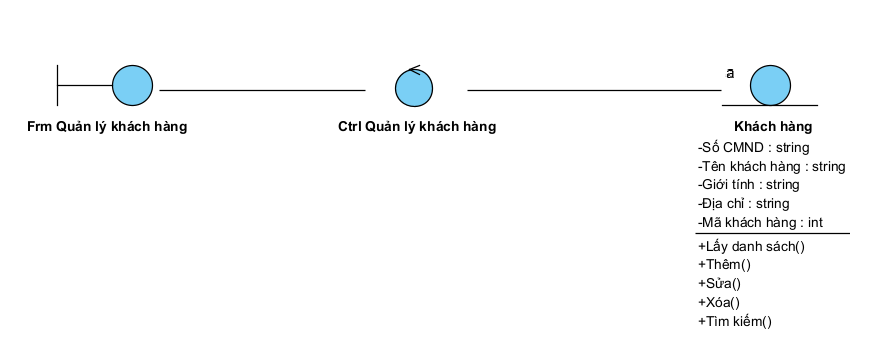 a
Frm Quản lý khách hàng
Ctrl Quản lý khách hàng
Khách hàng
-Số CMND : string
-Tên khách hàng : string
-Giới tính : string
-Địa chỉ : string
-Mã khách hàng : int
+Lấy danh sách()
+Thêm()
+Sửa()
+Xóa()
+Tìm kiếm()